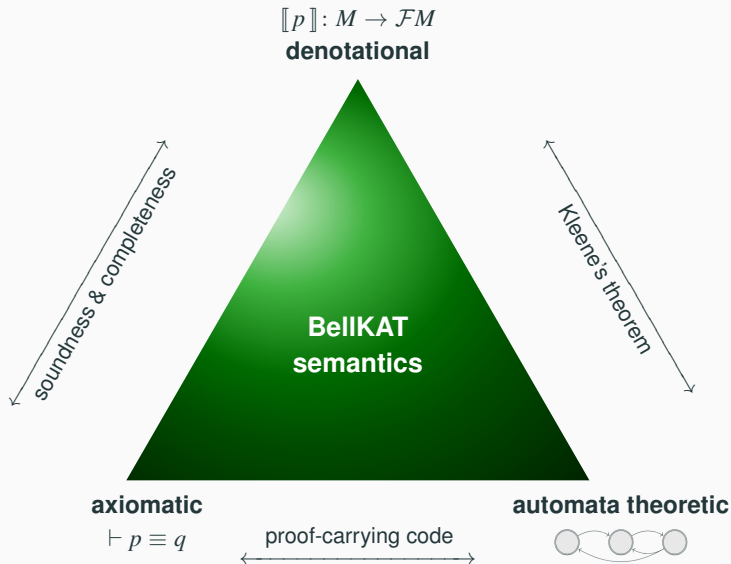 ⟦p⟧: M → ℱM
denotational
soundness & completeness
Kleene's theorem
BellKAT
semantics
axiomatic
automata theoretic
⊢ p ≡ q
proof-carrying code